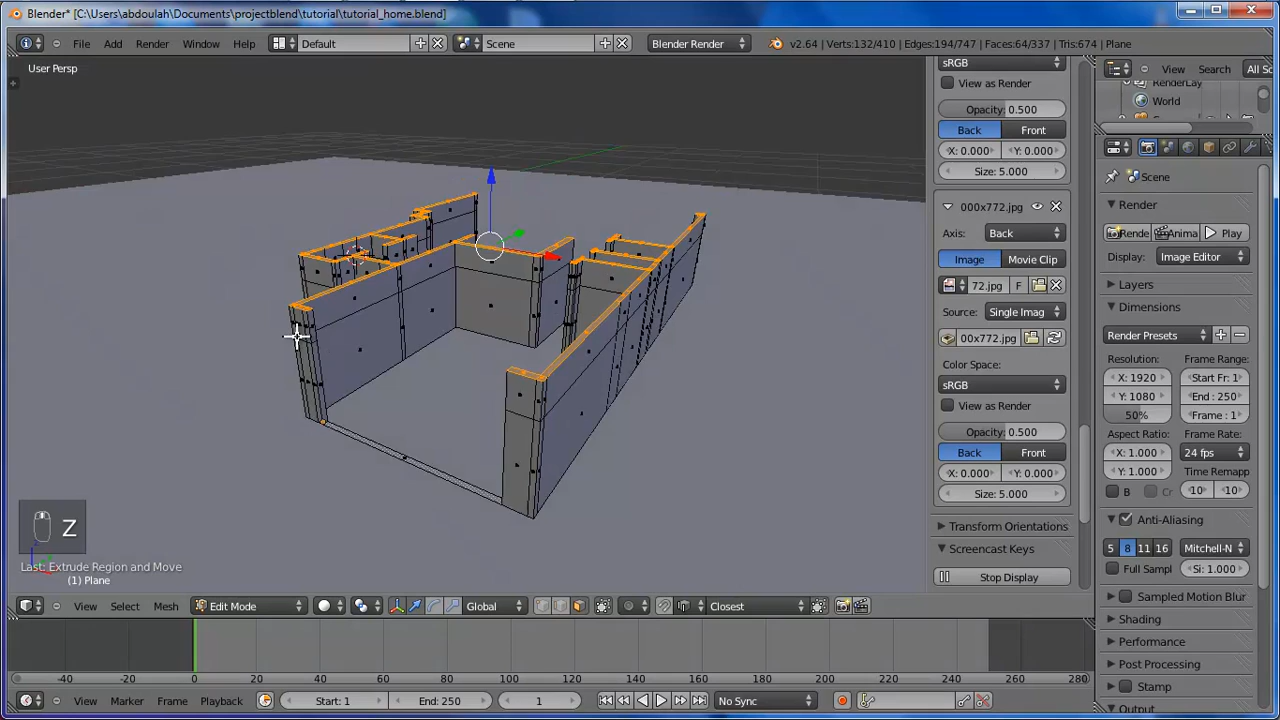 Blender* [C:\Users\abdoulah\Documents\projectblend\tutorial\tutorial_home.blend]
File Add Render Window Help Default Scene Blender Render v2.64 | Verts:132/410 | Edges:194/747 | Faces:64/337 | Tris:674 | Plane
User Persp
sRGB
View as Render
Opacity: 0.500
Back Front
X: 0.000 Y: 0.000
Size: 5.000
000x772.jpg
Axis: Back
Image Movie Clip
72.jpg F
Source: Single Imag
00x772.jpg
Color Space:
sRGB
View as Render
Opacity: 0.500
Back Front
X: 0.000 Y: 0.000
Size: 5.000
Transform Orientations
Screencast Keys
Stop Display
View Search All Sc
RenderLay
World
Scene
Render
Rende Anima Play
Display: Image Editor
Layers
Dimensions
Render Presets
Resolution: Frame Range:
X: 1920 Start Fr: 1
Y: 1080 End : 250
50% Frame : 1
Aspect Ratio: Frame Rate:
X: 1.000 24 fps
Y: 1.000 Time Remapp
B Cr 10 10
Anti-Aliasing
5 8 11 16 Mitchell-N
Full Sampl Si: 1.000
Sampled Motion Blur
Shading
Performance
Post Processing
Stamp
Output
Z
Last: Extrude Region and Move
(1) Plane
View Select Mesh Edit Mode Global Closest
-40 -20 0 20 40 60 80 100 120 140 160 180 200 220 240 260 280
View Marker Frame Playback Start: 1 End: 250 1 No Sync